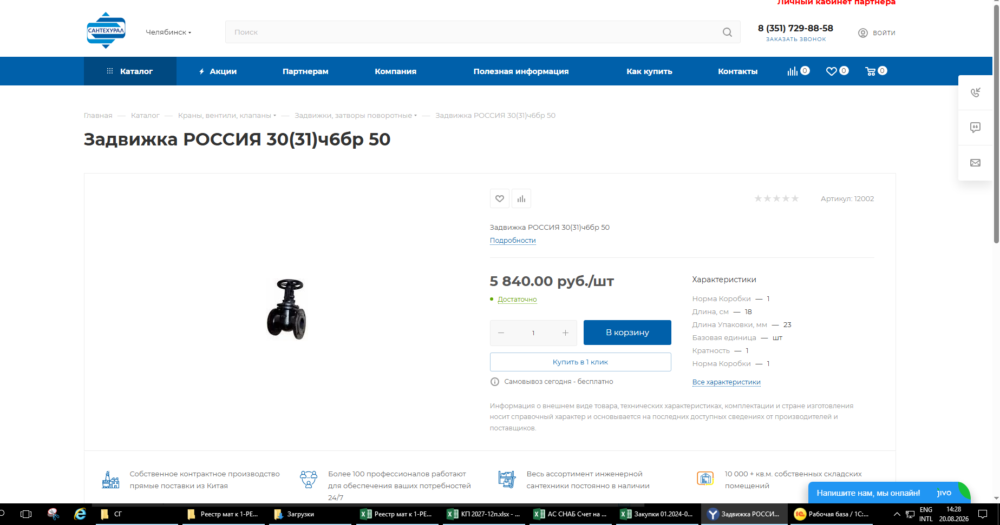 Личный кабинет партнера
САНТЕХУРАЛ
Челябинск
Поиск
8 (351) 729-88-58
ЗАКАЗАТЬ ЗВОНОК
ВОЙТИ
Каталог
Акции
Партнерам
Компания
Полезная информация
Как купить
Контакты
0
0
0
Главная — Каталог — Краны, вентили, клапаны — Задвижки, затворы поворотные — Задвижка РОССИЯ 30(31)ч6бр 50
Задвижка РОССИЯ 30(31)ч6бр 50
Артикул: 12002
Задвижка РОССИЯ 30(31)ч6бр 50
Подробности
5 840.00 руб./шт
Достаточно
1
В корзину
Купить в 1 клик
Самовывоз сегодня - бесплатно
Характеристики
Норма Коробки — 1
Длина, см — 18
Длина Упаковки, мм — 23
Базовая единица — шт
Кратность — 1
Норма Коробки — 1
Все характеристики
Информация о внешнем виде товара, технических характеристиках, комплектации и стране изготовления
носит справочный характер и основывается на последних доступных сведениях от производителей и
поставщиков.
Собственное контрактное производство
прямые поставки из Китая
Более 100 профессионалов работают
для обеспечения ваших потребностей
24/7
Весь ассортимент инженерной
сантехники постоянно в наличии
10 000 + кв.м. собственных складских
помещений
Напишите нам, мы онлайн!
jivo
СГ
Реестр мат к 1-РЕ...
Загрузки
Реестр мат к 1-РЕ...
КП 2027-12п.xlsx - ...
АС СНАБ Счет на ...
Закупки 01.2024-0...
Задвижка РОССИ...
Рабочая база / 1С:...
ENG
INTL
14:28
20.08.2026